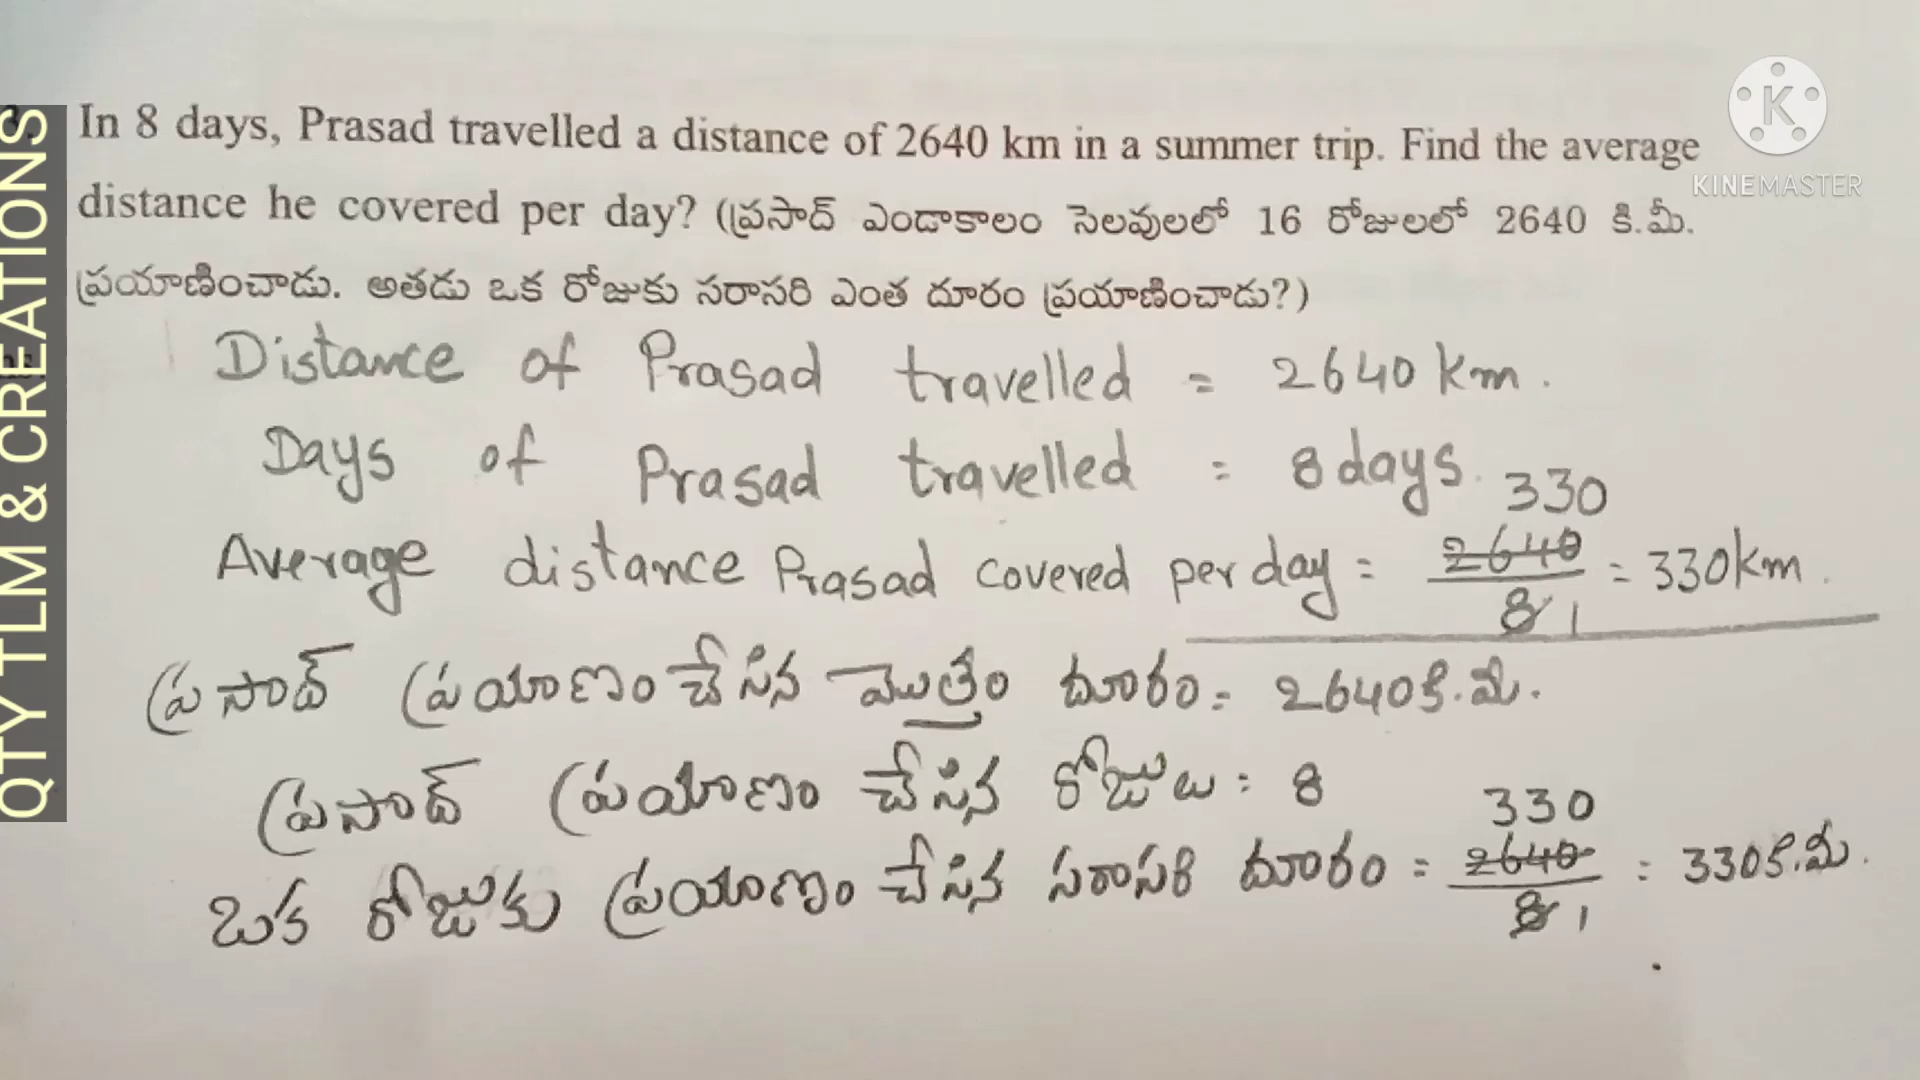 QTY TLM & CREATIONS
KINEMASTER
In 8 days, Prasad travelled a distance of 2640 km in a summer trip. Find the average
distance he covered per day? (ప్రసాద్ ఎండాకాలం సెలవులలో 16 రోజులలో 2640 కి.మీ.
ప్రయాణించాడు. అతడు ఒక రోజుకు సరాసరి ఎంత దూరం ప్రయాణించాడు?)
Distance of Prasad travelled = 2640 km.
Days of Prasad travelled = 8 days.
330
Average distance Prasad covered per day = 2640 = 330km.
8 1
ప్రసాద్ ప్రయాణం చేసిన మొత్తం దూరం = 2640కి.మీ.
ప్రసాద్ ప్రయాణం చేసిన రోజులు = 8
330
ఒక రోజుకు ప్రయాణం చేసిన సరాసరి దూరం = 2640 = 330కి.మీ.
8 1